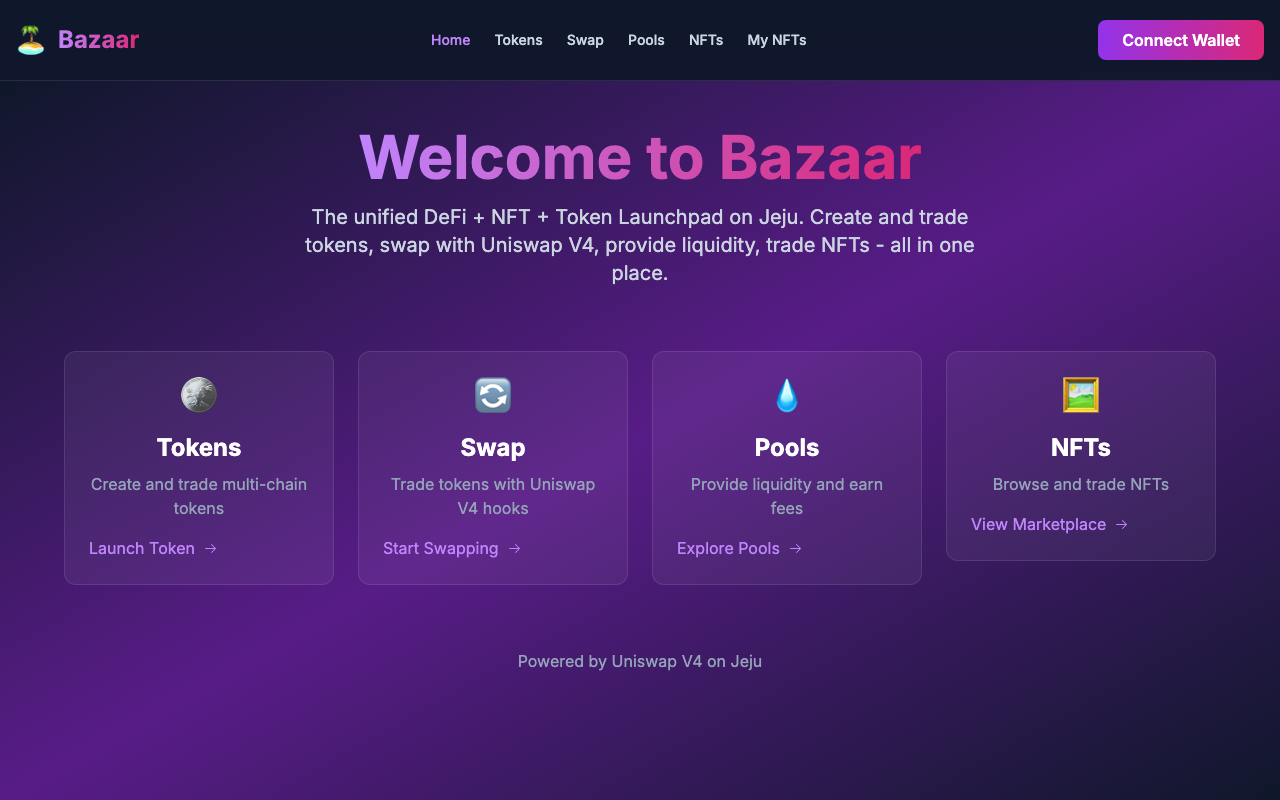 Bazaar
Home
Tokens
Swap
Pools
NFTs
My NFTs
Connect Wallet
Welcome to Bazaar
The unified DeFi + NFT + Token Launchpad on Jeju. Create and trade
tokens, swap with Uniswap V4, provide liquidity, trade NFTs - all in one
place.
Tokens
Create and trade multi-chain
tokens
Launch Token →
Swap
Trade tokens with Uniswap
V4 hooks
Start Swapping →
Pools
Provide liquidity and earn
fees
Explore Pools →
NFTs
Browse and trade NFTs
View Marketplace →
Powered by Uniswap V4 on Jeju